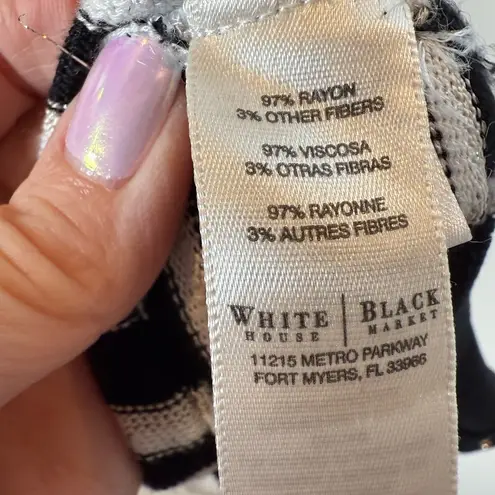 97% RAYON
3% OTHER FIBERS
97% VISCOSA
3% OTRAS FIBRAS
97% RAYONNE
3% AUTRES FIBRES
WHITE HOUSE | BLACK MARKET
11215 METRO PARKWAY
FORT MYERS, FL 33966